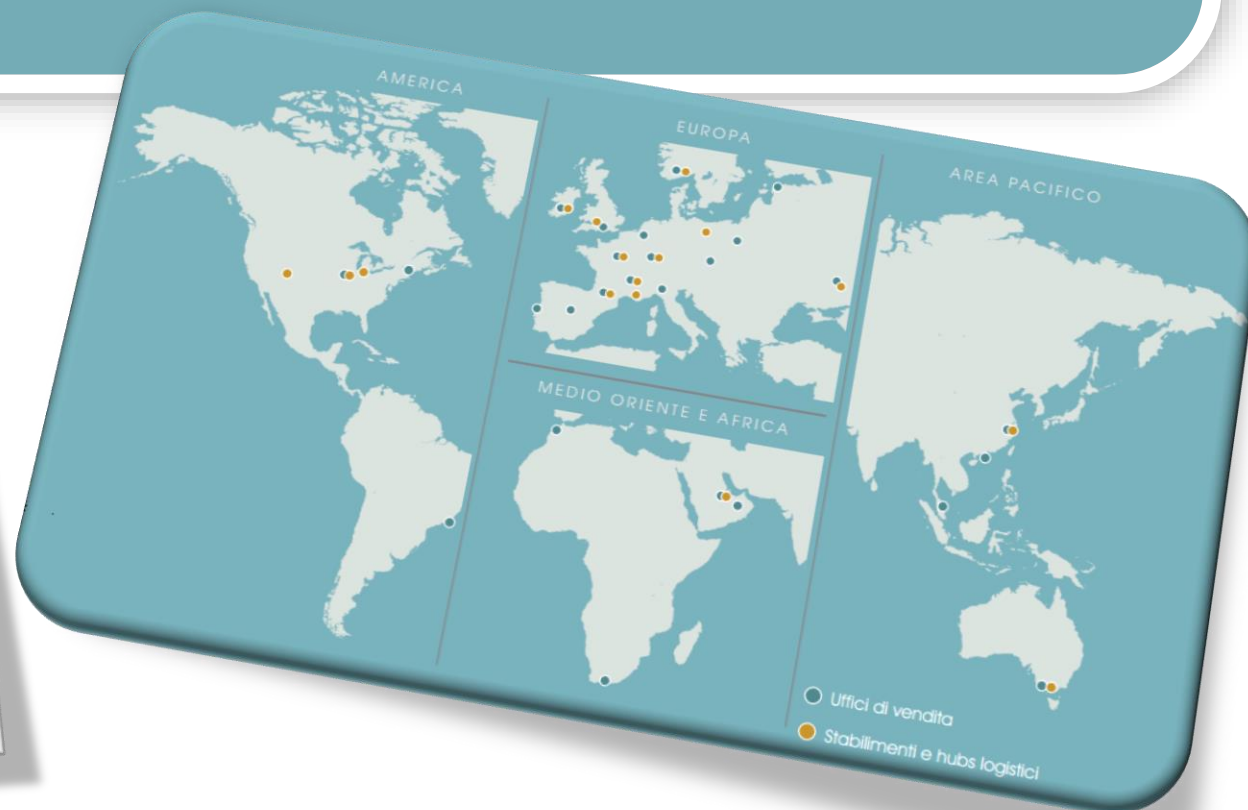 AMERICA
EUROPA
AREA PACIFICO
MEDIO ORIENTE E AFRICA
Uffici di vendita
Stabilimenti e hubs logistici